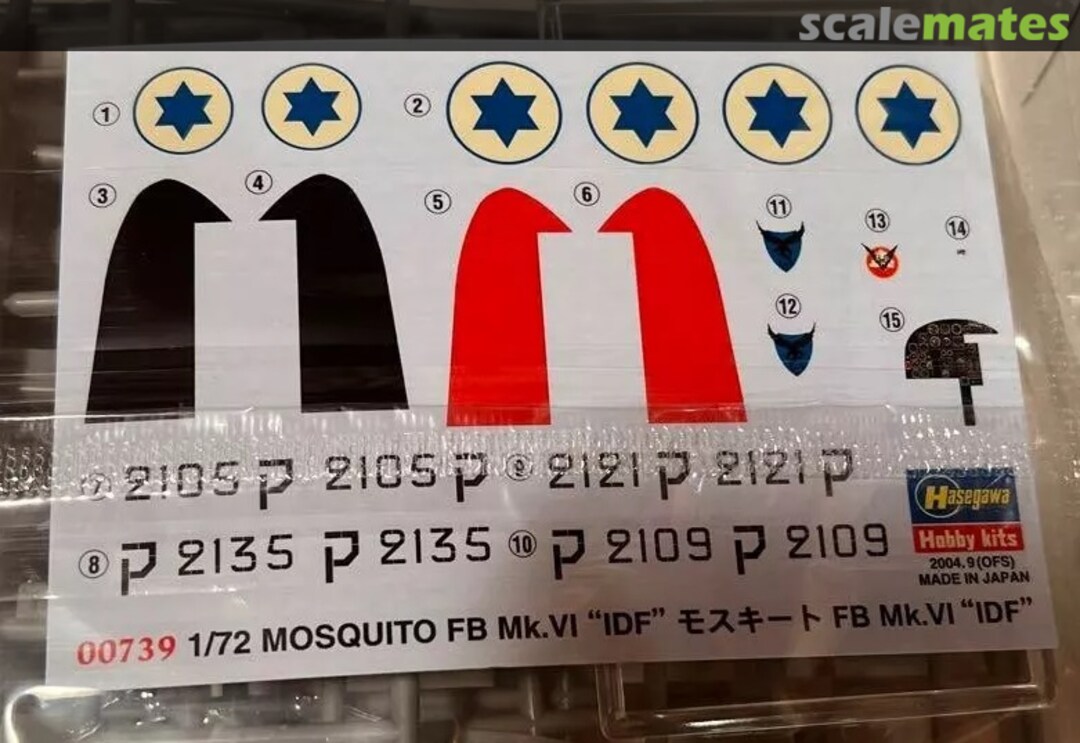 scalemates
1 2
3 4 5 6 11 13 14
12 15
7 2105 ק 2105 ק 9 2121 ק 2121 ק
Hasegawa
Hobby kits
8 ק 2135 ק 2135 10 ק 2109 ק 2109
2004.9(OFS)
MADE IN JAPAN
00739 1/72 MOSQUITO FB Mk.VI “IDF” モスキート FB Mk.VI “IDF”